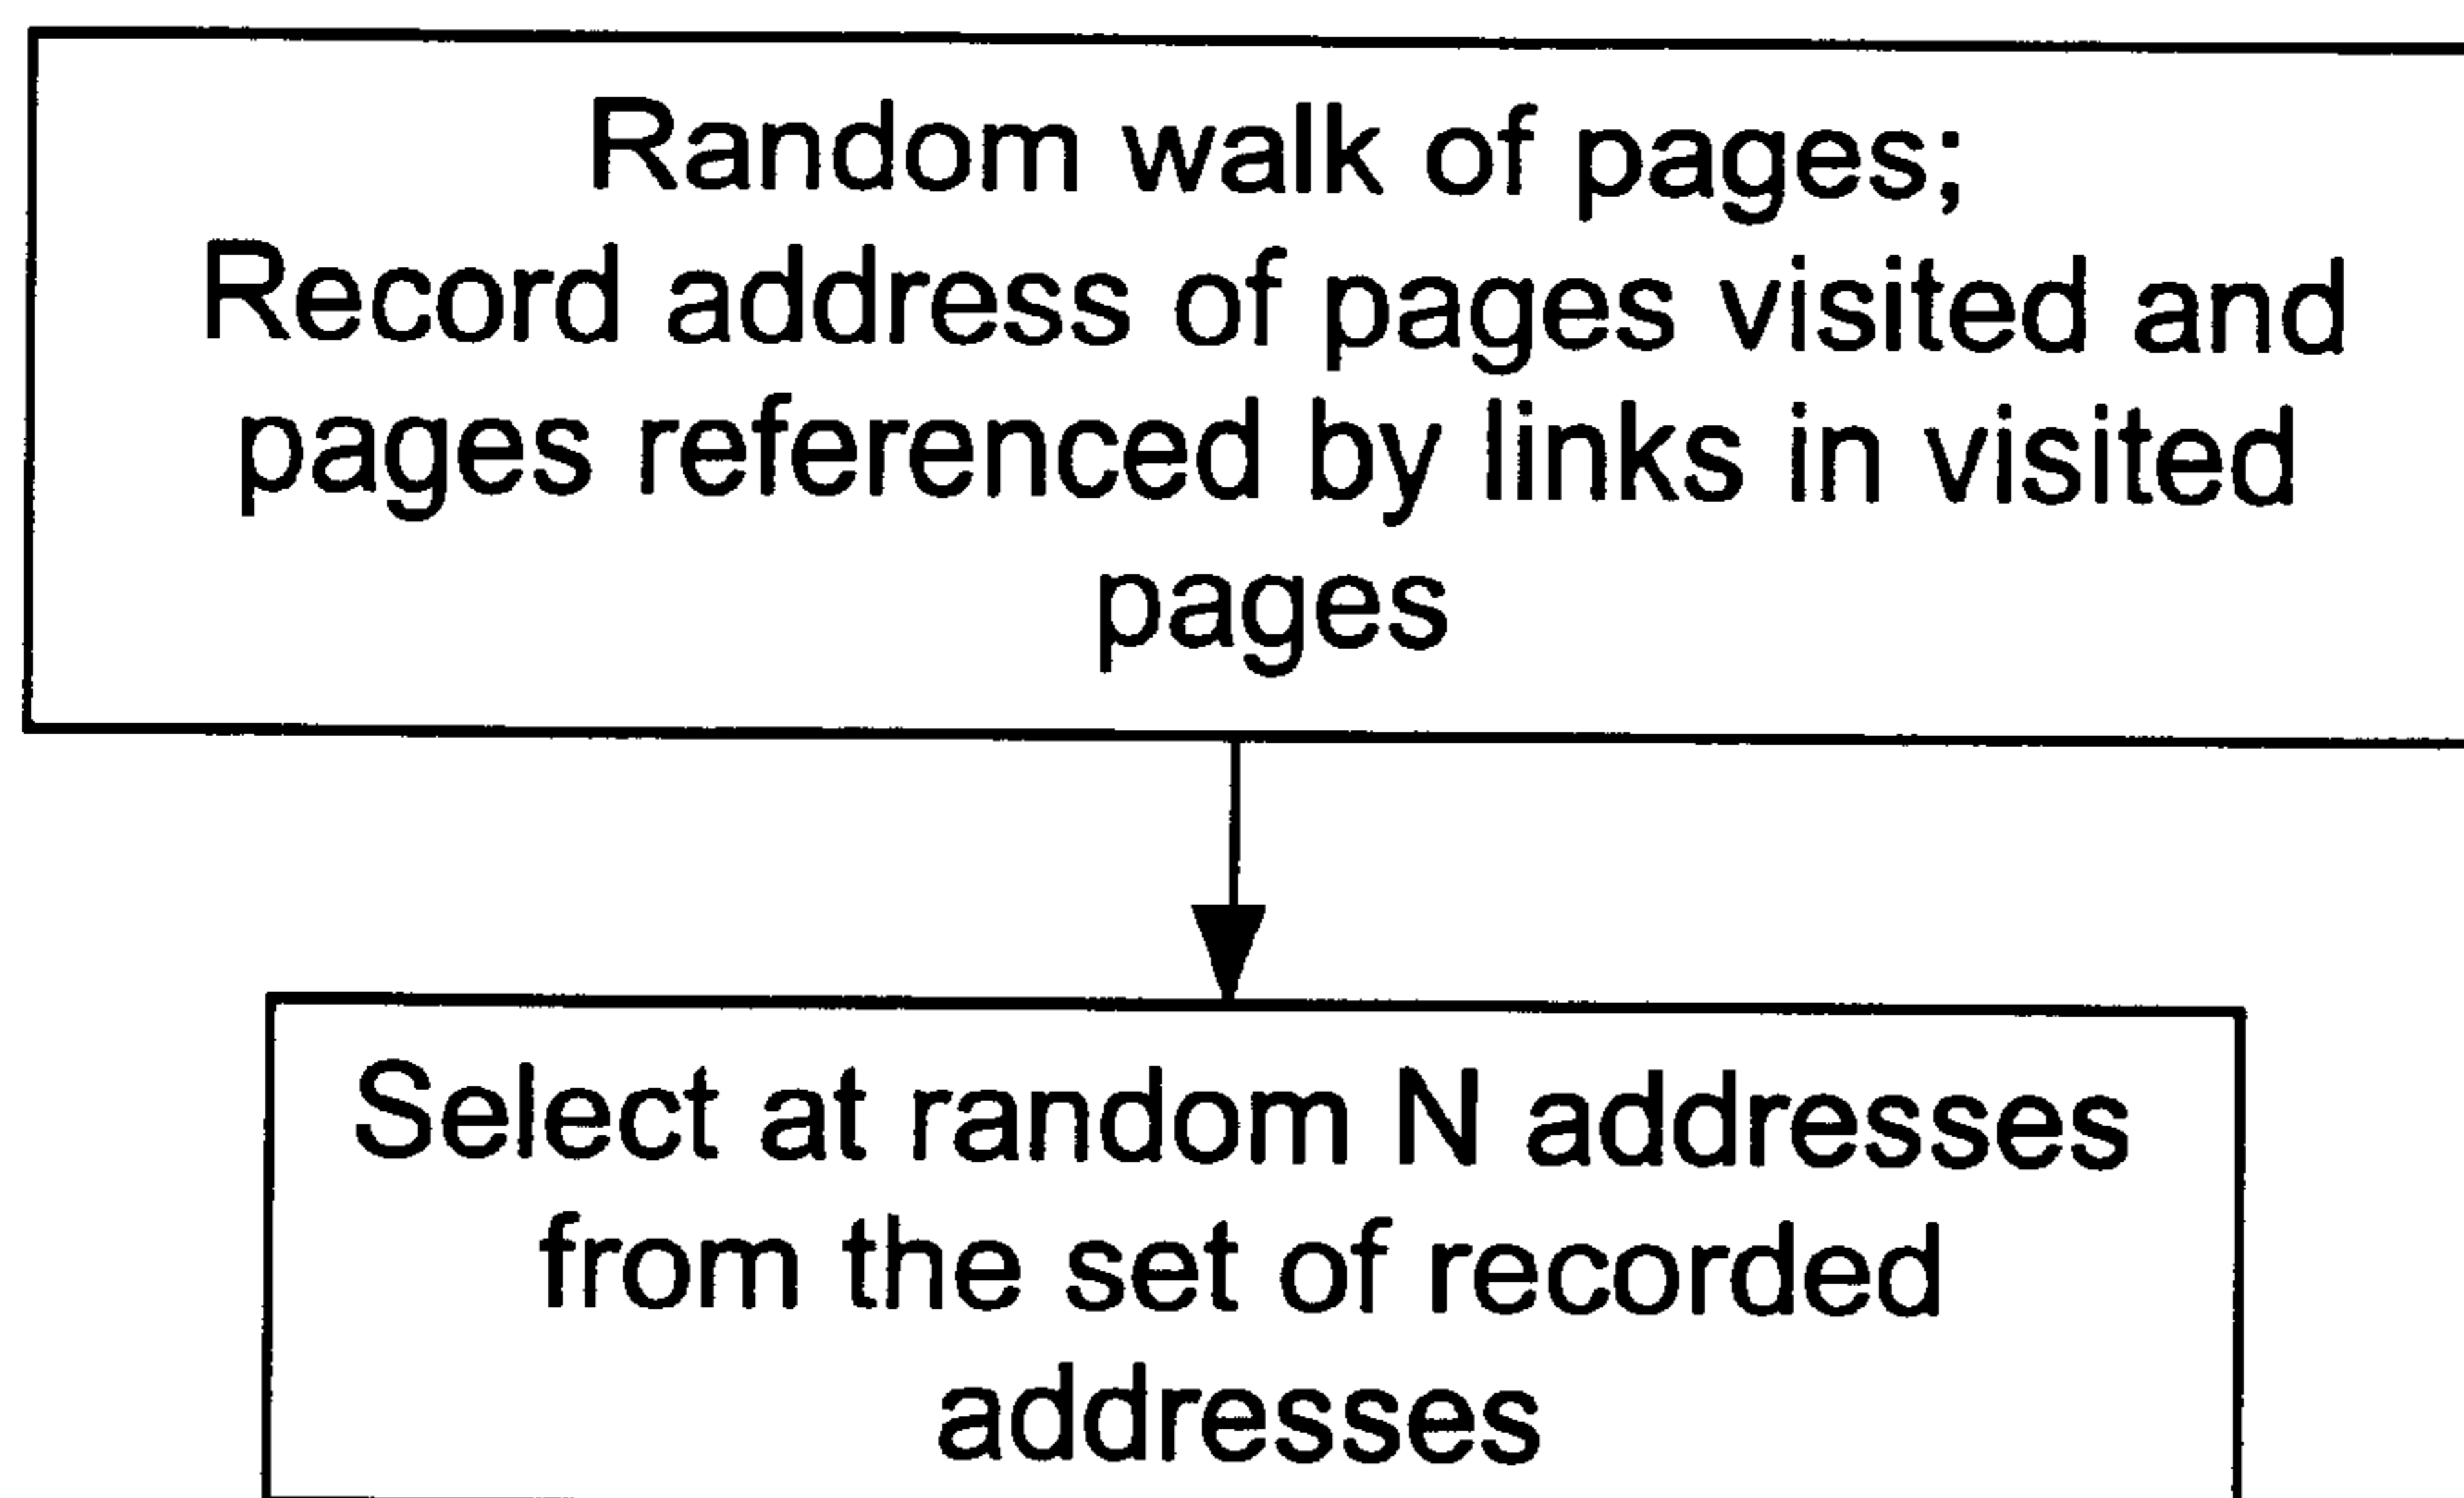 Random walk of pages;
Record address of pages visited and
pages referenced by links in visited
pages
Select at random N addresses
from the set of recorded
addresses